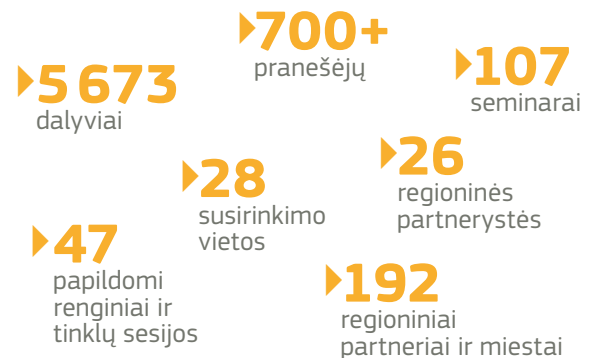 700+
pranešėjų
5 673
dalyviai
107
seminarai
28
susirinkimo
vietos
26
regioninės
partnerystės
47
papildomi
renginiai ir
tinklų sesijos
192
regioniniai
partneriai ir miestai